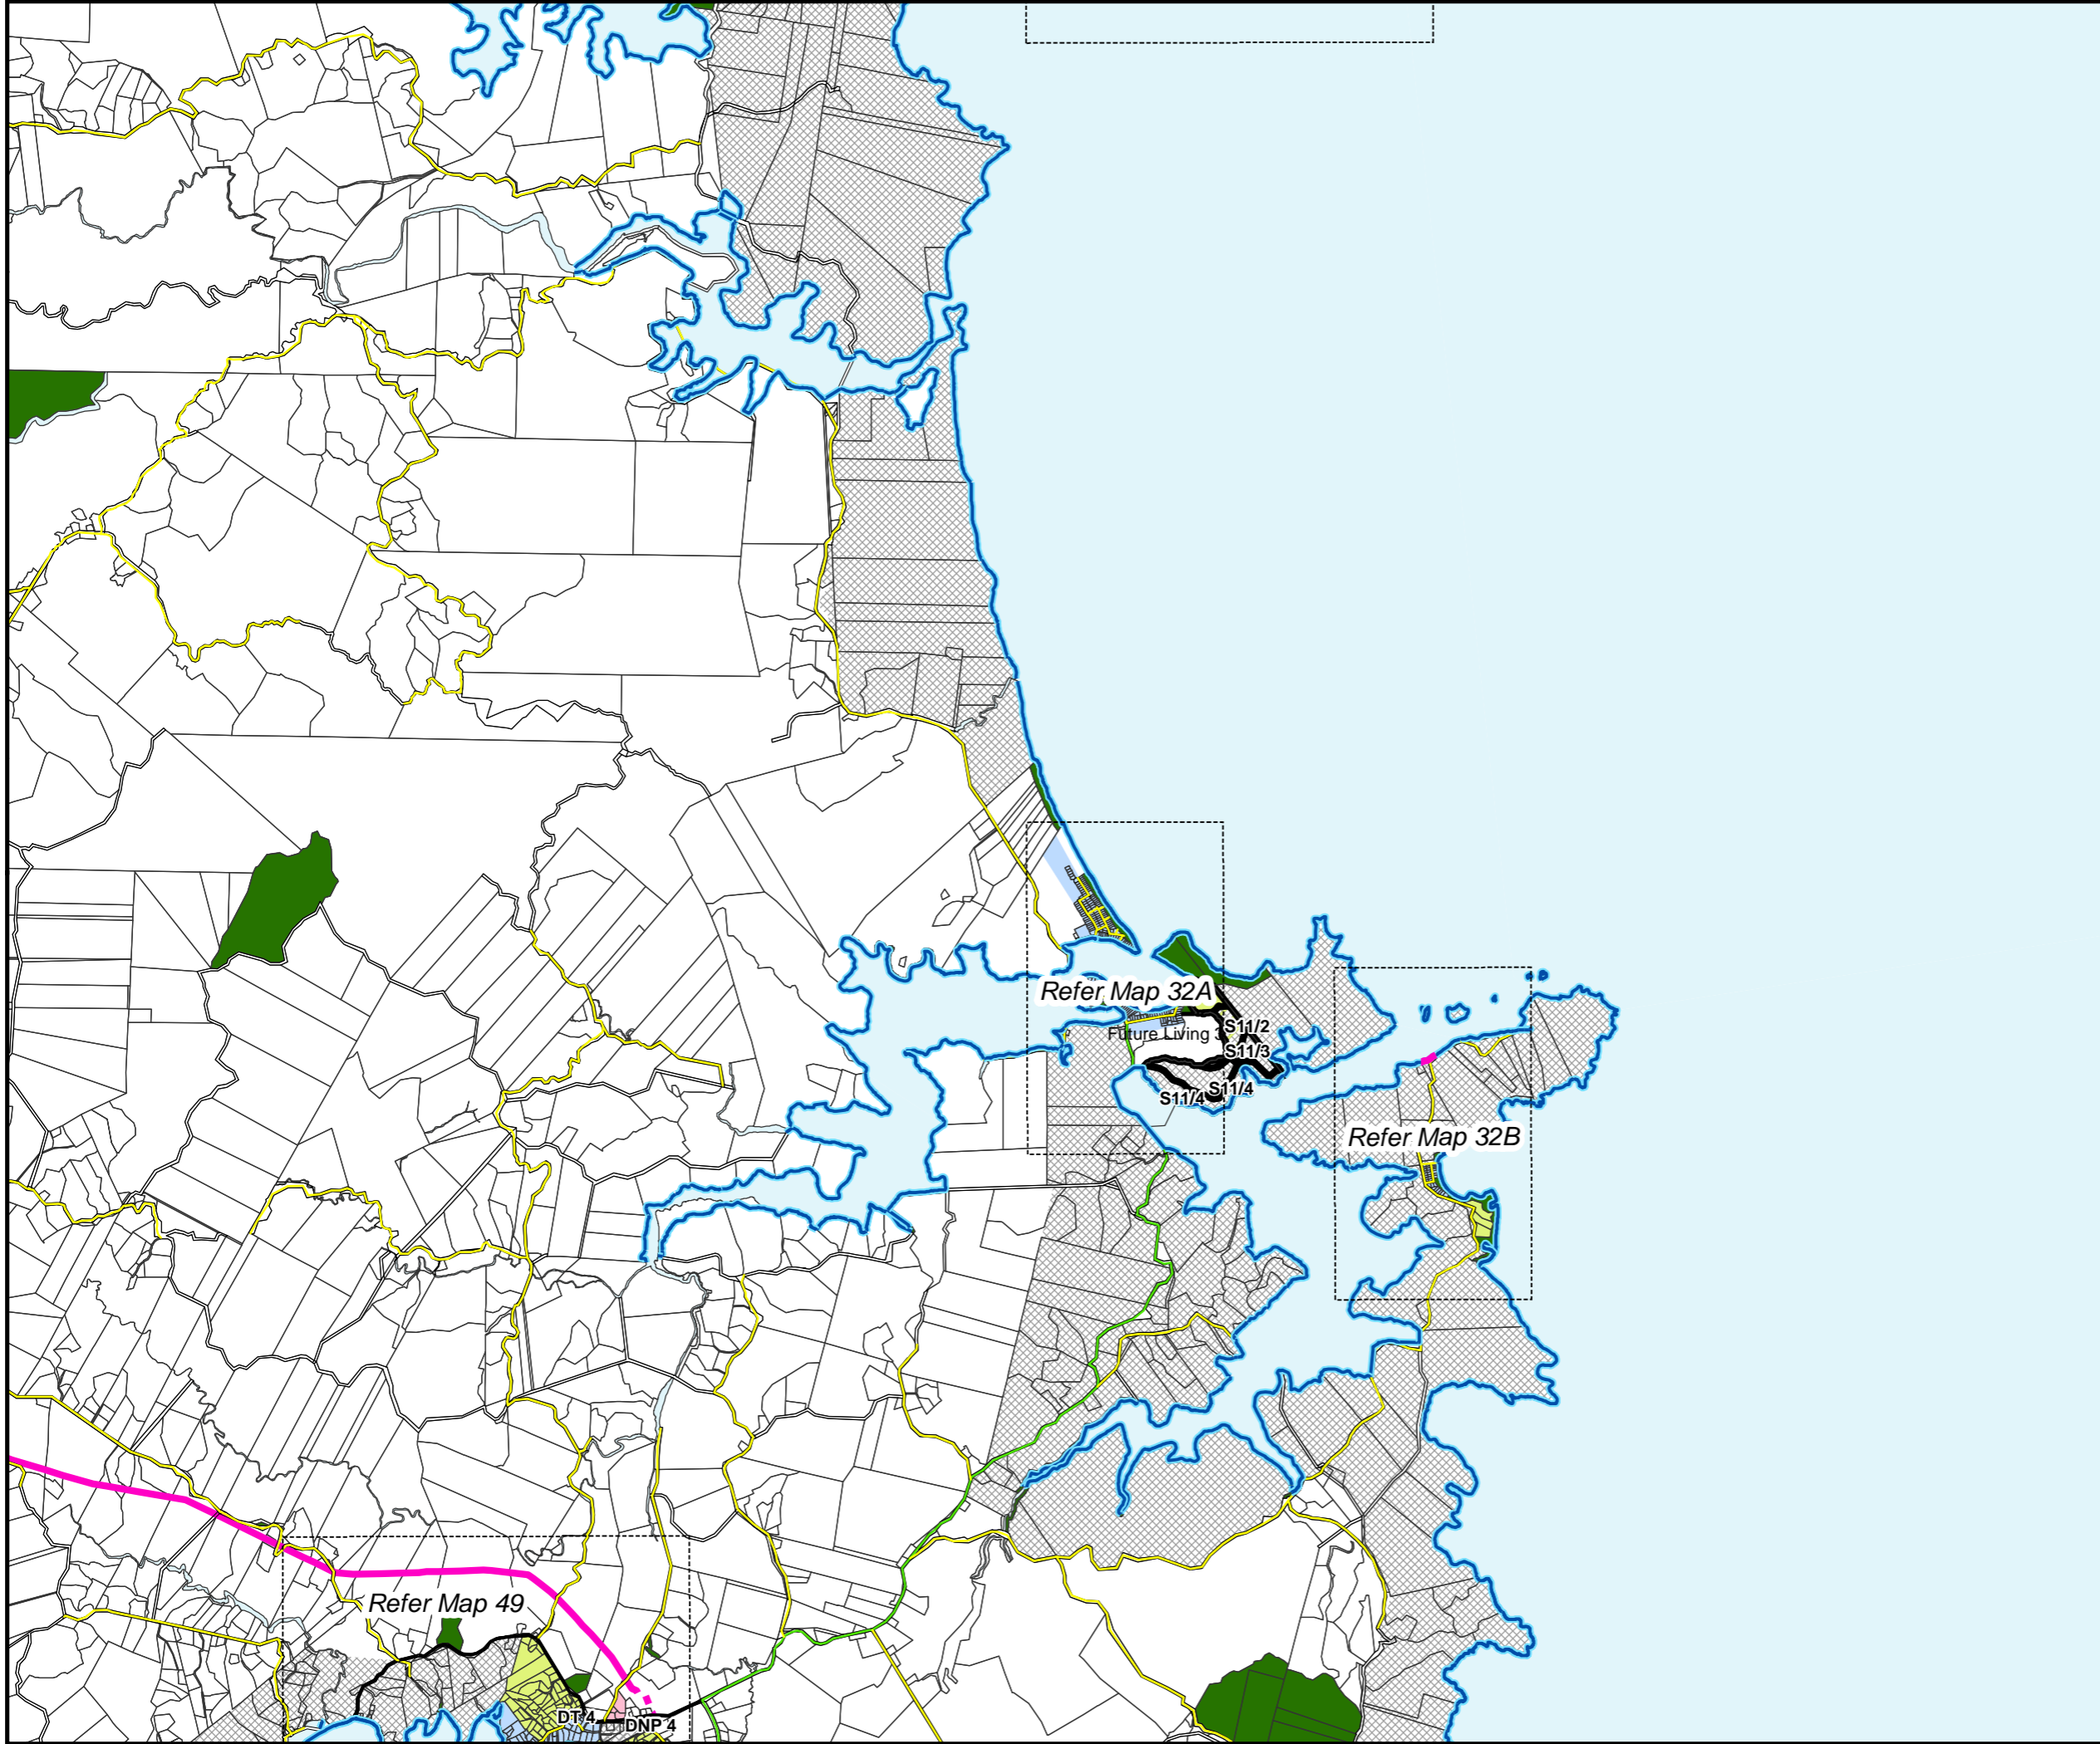 Refer Map 32A
S11/2
Future Living 3
S11/3
S11/4
S11/4
Refer Map 32B
Refer Map 49
DT 4
DNP 4